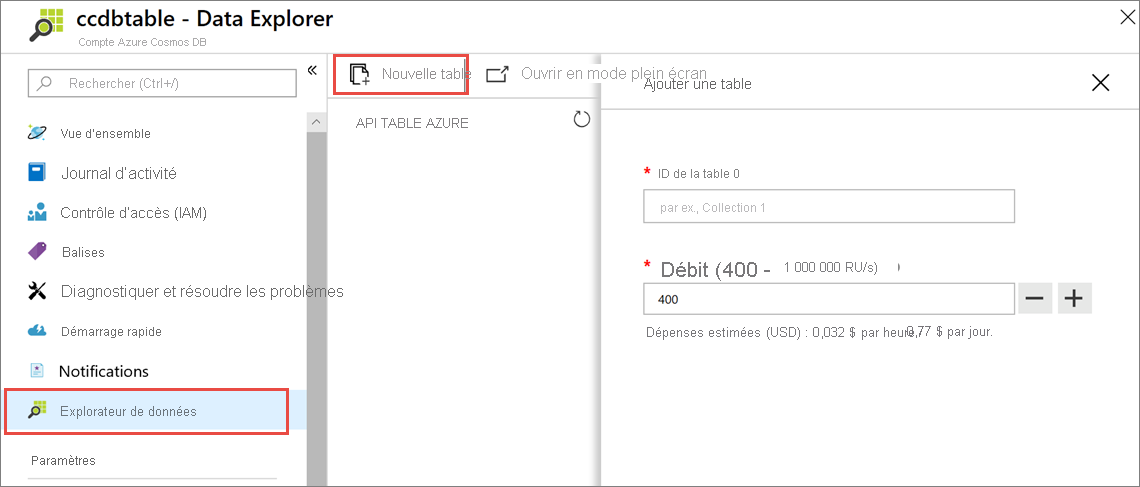 ccdbtable - Data Explorer
Compte Azure Cosmos DB
Rechercher (Ctrl+/)
Vue d'ensemble
Journal d'activité
Contrôle d'accès (IAM)
Balises
Diagnostiquer et résoudre les problèmes
Démarrage rapide
Notifications
Explorateur de données
Paramètres
Nouvelle table
Ouvrir en mode plein écran
API TABLE AZURE
Ajouter une table
* ID de la table 0
par ex., Collection 1
* Débit (400 - 1 000 000 RU/s) )
400
Dépenses estimées (USD) : 0,032 $ par heure, 0,77 $ par jour.